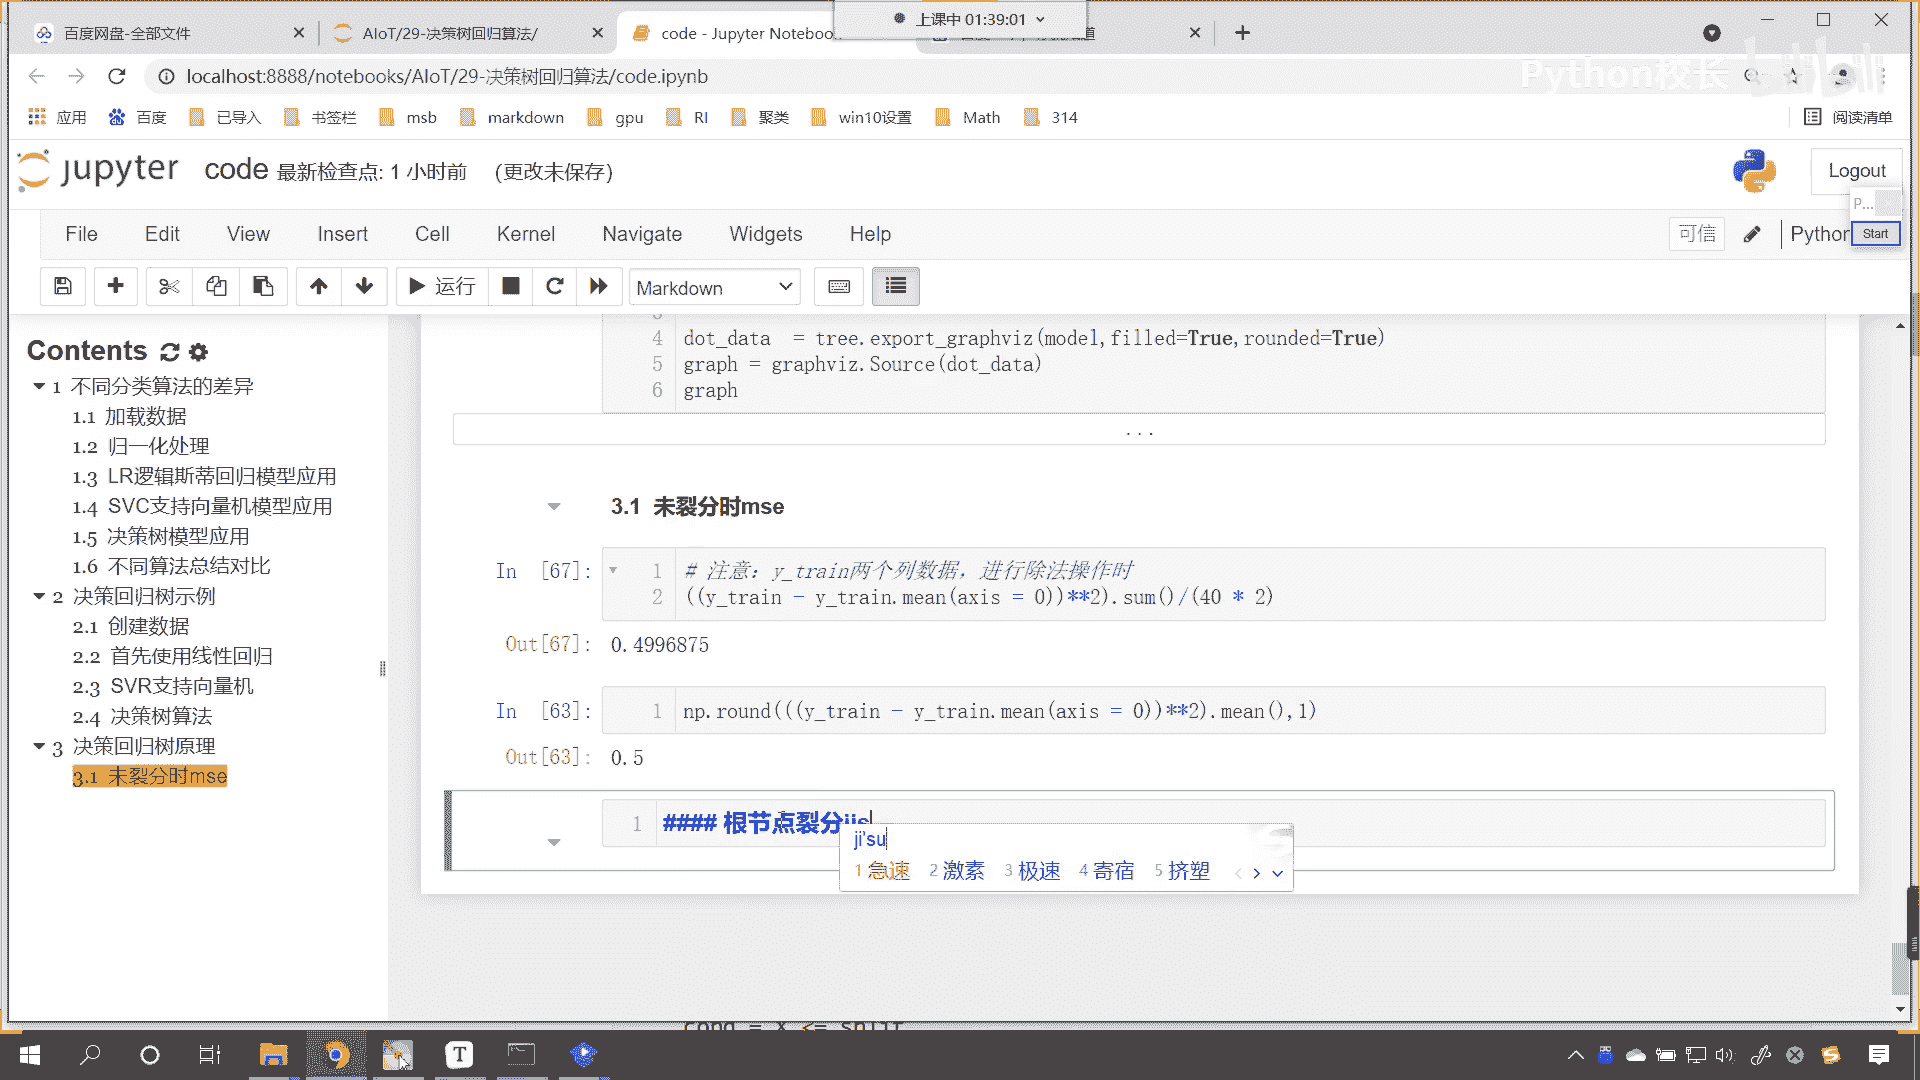 上课中 01:39:01
百度网盘-全部文件
AIoT/29-决策树回归算法/
code - Jupyter Noteboo
localhost:8888/notebooks/AIoT/29-决策树回归算法/code.ipynb
Python校长
应用 百度 已导入 书签栏 msb markdown gpu RI 聚类 win10设置 Math 314 阅读清单
jupyter code 最新检查点: 1 小时前 (更改未保存)
Logout
P...
File Edit View Insert Cell Kernel Navigate Widgets Help 可信 Python Start
运行 Markdown
Contents
1 不同分类算法的差异
1.1 加载数据
1.2 归一化处理
1.3 LR逻辑斯蒂回归模型应用
1.4 SVC支持向量机模型应用
1.5 决策树模型应用
1.6 不同算法总结对比
2 决策回归树示例
2.1 创建数据
2.2 首先使用线性回归
2.3 SVR支持向量机
2.4 决策树算法
3 决策回归树原理
3.1 未裂分时mse
3
4 dot_data  = tree.export_graphviz(model,filled=True,rounded=True)
5 graph = graphviz.Source(dot_data)
6 graph
...
3.1 未裂分时mse
In [67]:
1 # 注意：y_train两个列数据，进行除法操作时
2 ((y_train - y_train.mean(axis = 0))**2).sum()/(40 * 2)
Out[67]: 0.4996875
In [63]:
1 np.round(((y_train - y_train.mean(axis = 0))**2).mean(),1)
Out[63]: 0.5
1 #### 根节点裂分jis
ji'su
1 急速 2 激素 3 极速 4 寄宿 5 挤塑
cond = x <= split